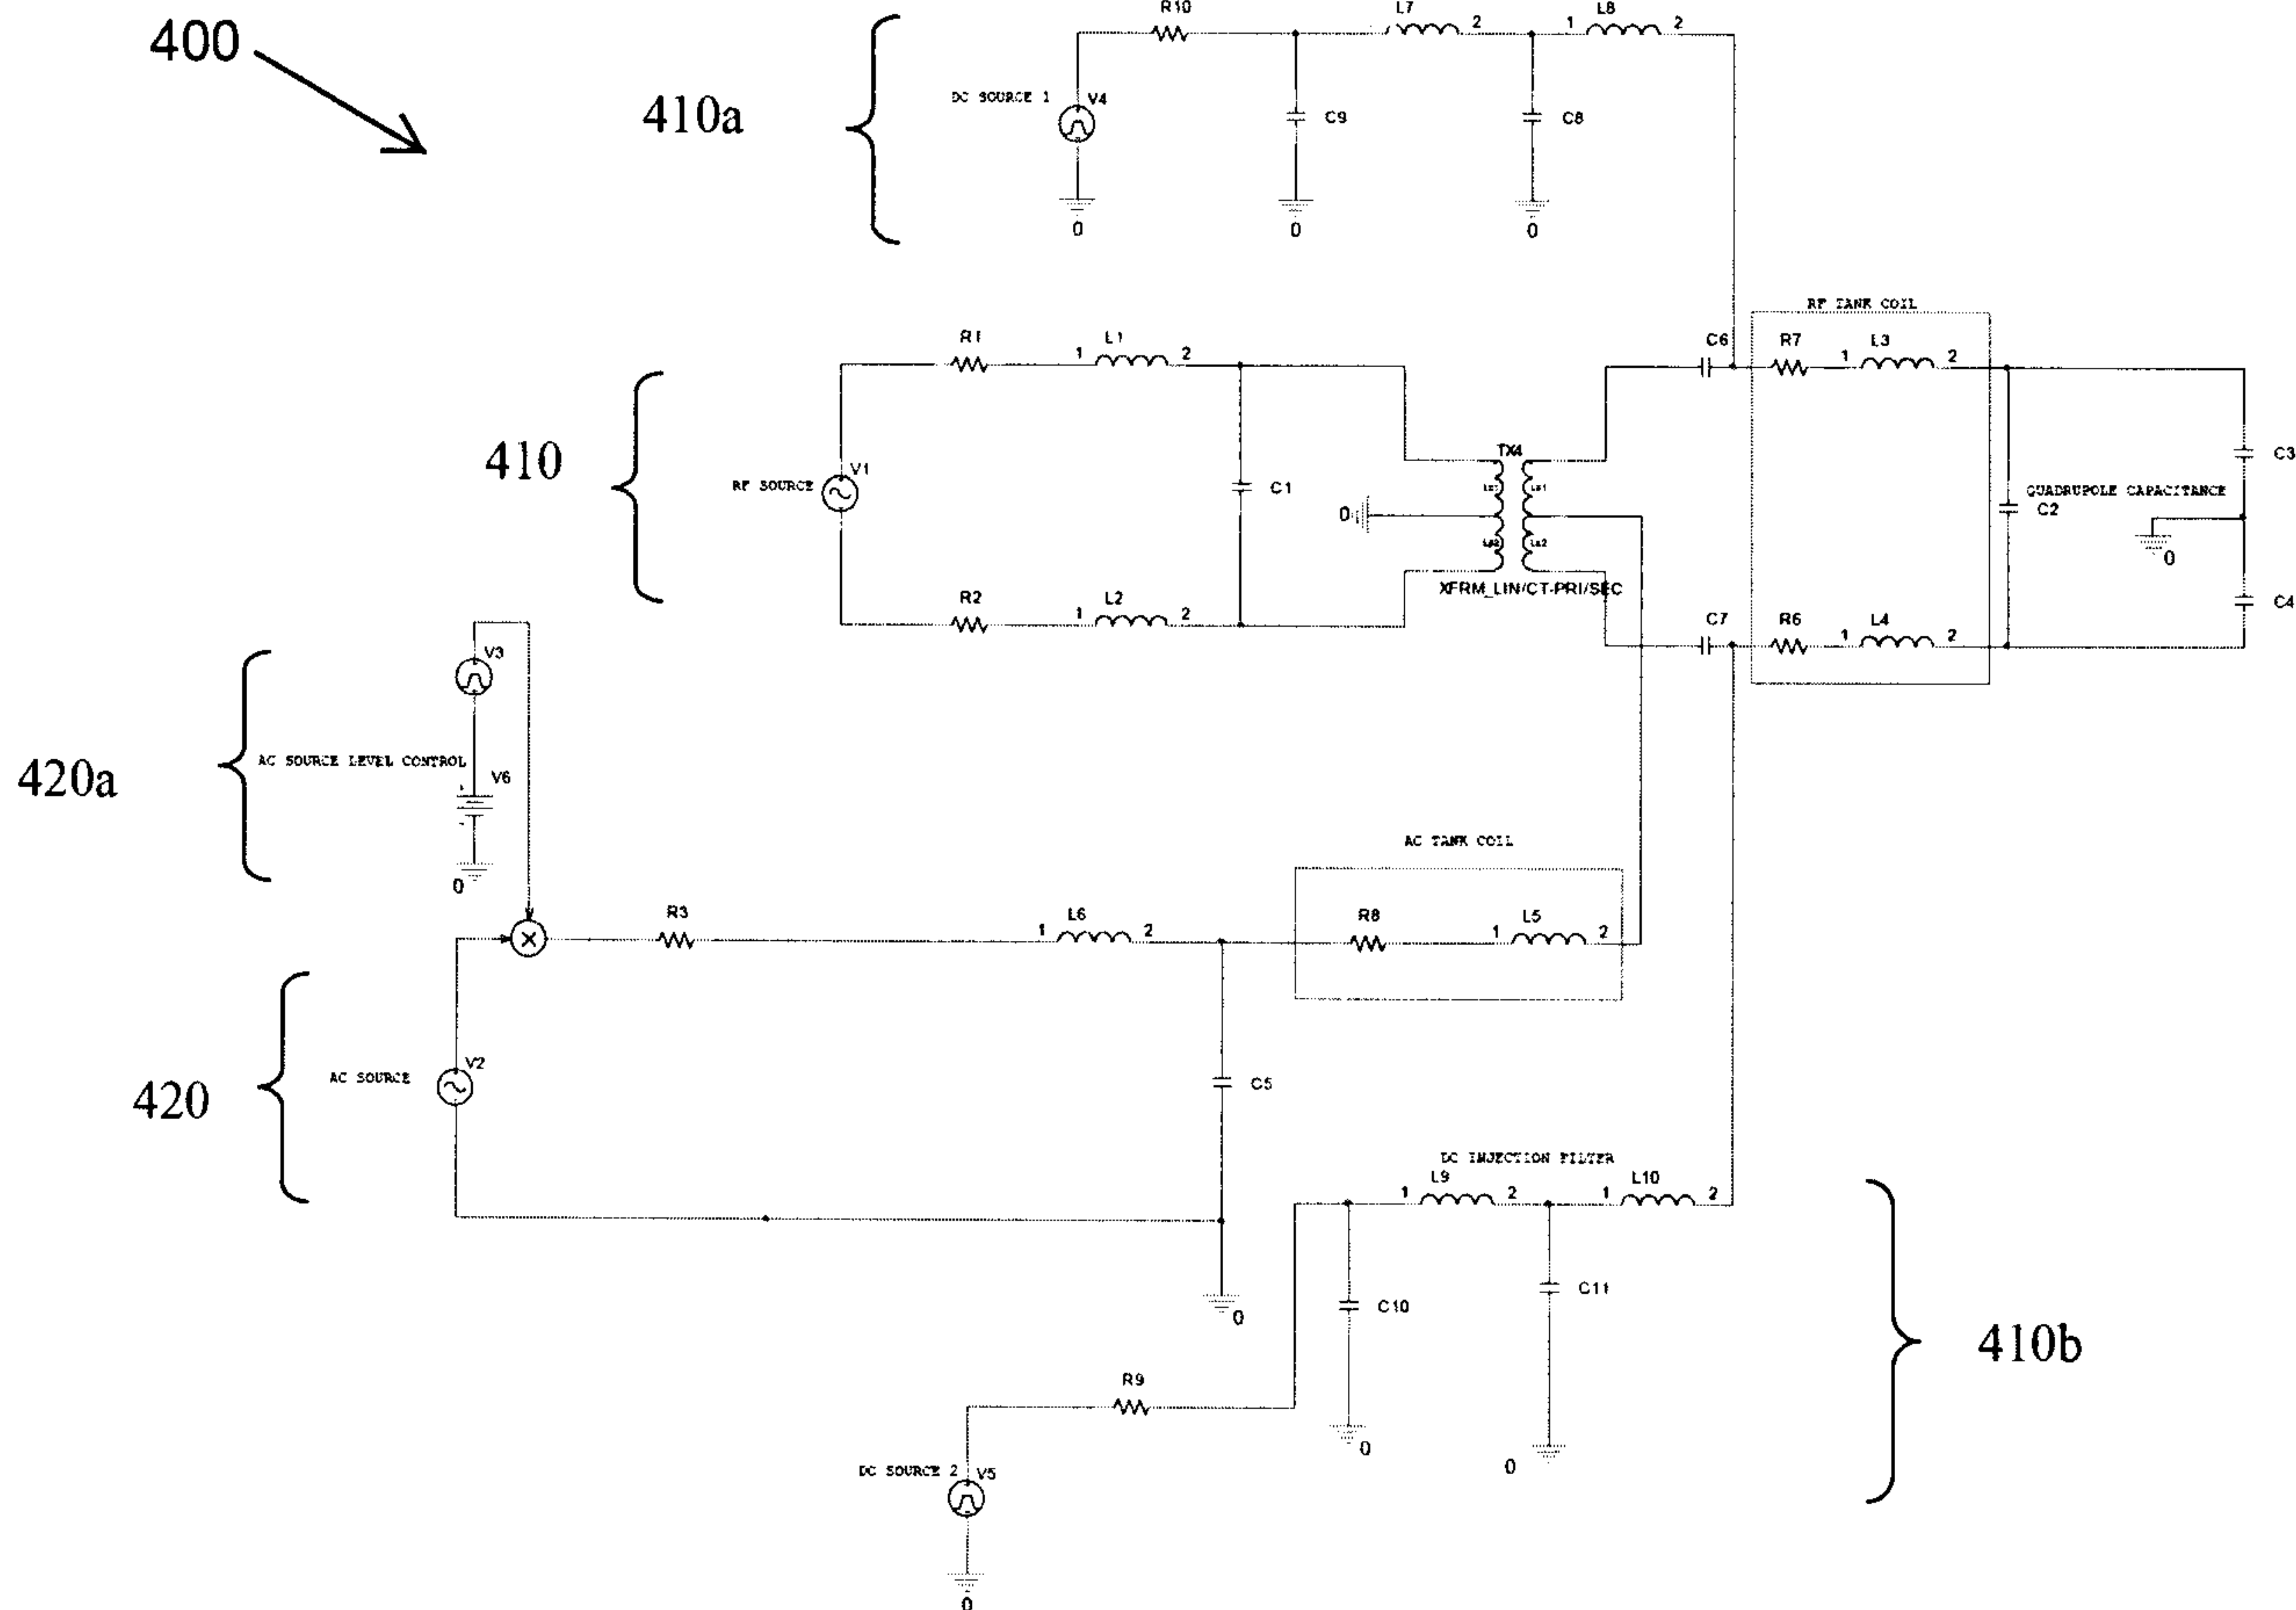 400
410a
R10
L7
2
1
L8
2
DC SOURCE 1
V4
C9
C8
0
0
0
RF TANK COIL
410
R1
1
L1
2
C6
R7
1
L3
2
V1
RF SOURCE
C1
TX4
0
XFRM_LIN/CT-PRI/SEC
C3
QUADRUPOLE CAPACITANCE
C2
0
C4
R2
1
L2
2
C7
R6
1
L4
2
420a
V3
AC SOURCE LEVEL CONTROL
V6
0
AC TANK COIL
R3
1
L6
2
R8
1
L5
2
420
AC SOURCE
V2
C5
0
DC INJECTION FILTER
1
L9
2
1
L10
2
C10
C11
0
0
410b
R9
DC SOURCE 2
V5
0